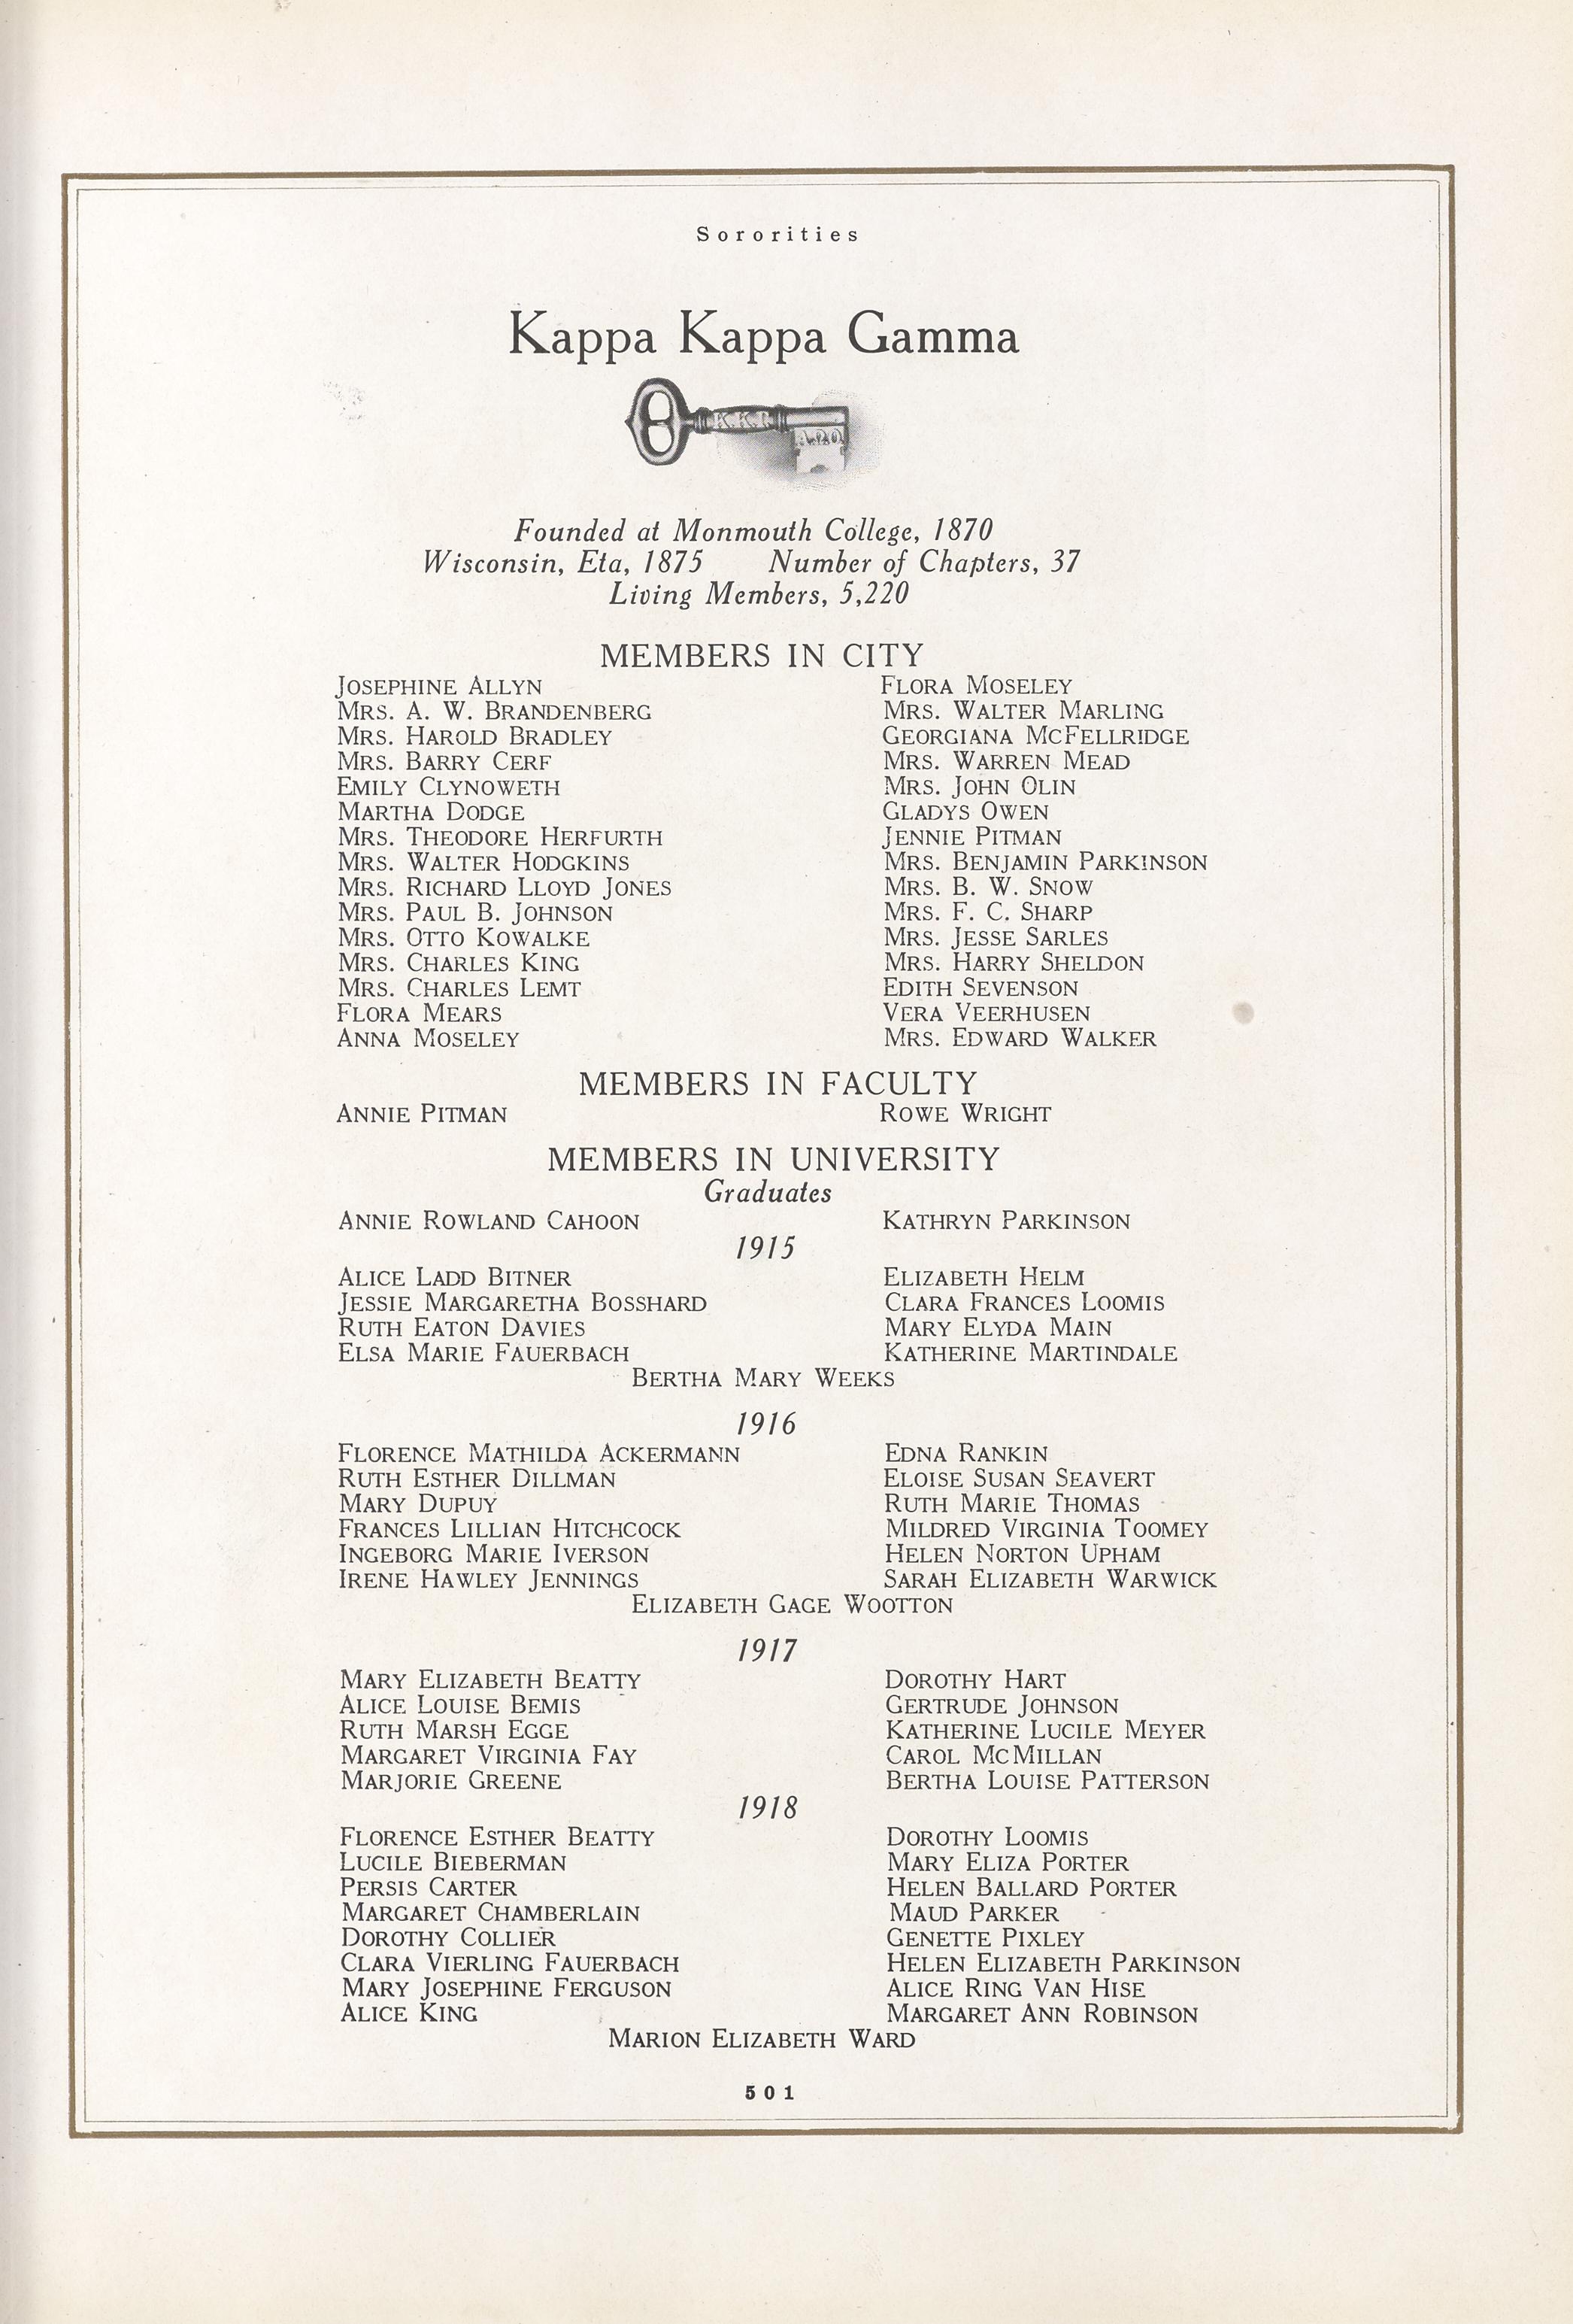 Sororities
Kappa Kappa Gamma
K.K.Γ.
Founded at Monmouth College, 1870
Wisconsin, Eta, 1875 Number of Chapters, 37
Living Members, 5,220
MEMBERS IN CITY
JOSEPHINE ALLYN FLORA MOSELEY
MRS. A. W. BRANDENBERG MRS. WALTER MARLING
MRS. HAROLD BRADLEY GEORGIANA MCFELLRIDGE
MRS. BARRY CERF MRS. WARREN MEAD
EMILY CLYNOWETH MRS. JOHN OLIN
MARTHA DODGE GLADYS OWEN
MRS. THEODORE HERFURTH JENNIE PITMAN
MRS. WALTER HODGKINS MRS. BENJAMIN PARKINSON
MRS. RICHARD LLOYD JONES MRS. B. W. SNOW
MRS. PAUL B. JOHNSON MRS. F. C. SHARP
MRS. OTTO KOWALKE MRS. JESSE SARLES
MRS. CHARLES KING MRS. HARRY SHELDON
MRS. CHARLES LEMT EDITH SEVENSON
FLORA MEARS VERA VEERHUSEN
ANNA MOSELEY MRS. EDWARD WALKER
MEMBERS IN FACULTY
ANNIE PITMAN ROWE WRIGHT
MEMBERS IN UNIVERSITY
Graduates
ANNIE ROWLAND CAHOON KATHRYN PARKINSON
1915
ALICE LADD BITNER ELIZABETH HELM
JESSIE MARGARETHA BOSSHARD CLARA FRANCES LOOMIS
RUTH EATON DAVIES MARY ELYDA MAIN
ELSA MARIE FAUERBACH KATHERINE MARTINDALE
BERTHA MARY WEEKS
1916
FLORENCE MATHILDA ACKERMANN EDNA RANKIN
RUTH ESTHER DILLMAN ELOISE SUSAN SEAVERT
MARY DUPUY RUTH MARIE THOMAS
FRANCES LILLIAN HITCHCOCK MILDRED VIRGINIA TOOMEY
INGEBORG MARIE IVERSON HELEN NORTON UPHAM
IRENE HAWLEY JENNINGS SARAH ELIZABETH WARWICK
ELIZABETH GAGE WOOTTON
1917
MARY ELIZABETH BEATTY DOROTHY HART
ALICE LOUISE BEMIS GERTRUDE JOHNSON
RUTH MARSH EGGE KATHERINE LUCILE MEYER
MARGARET VIRGINIA FAY CAROL MCMILLAN
MARJORIE GREENE BERTHA LOUISE PATTERSON
1918
FLORENCE ESTHER BEATTY DOROTHY LOOMIS
LUCILE BIEBERMAN MARY ELIZA PORTER
PERSIS CARTER HELEN BALLARD PORTER
MARGARET CHAMBERLAIN MAUD PARKER
DOROTHY COLLIER GENETTE PIXLEY
CLARA VIERLING FAUERBACH HELEN ELIZABETH PARKINSON
MARY JOSEPHINE FERGUSON ALICE RING VAN HISE
ALICE KING MARGARET ANN ROBINSON
MARION ELIZABETH WARD
501